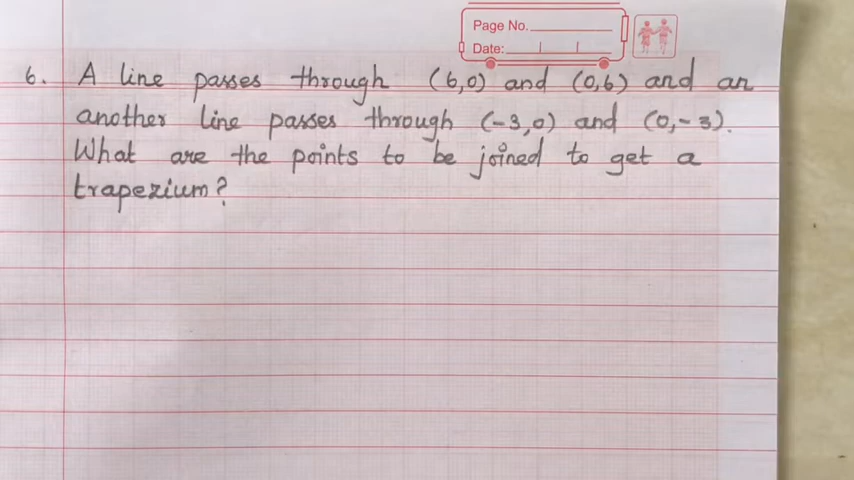 Page No.
Date:
6. A line passes through (6,0) and (0,6) and an
another line passes through (-3,0) and (0,-3).
What are the points to be joined to get a
trapezium?